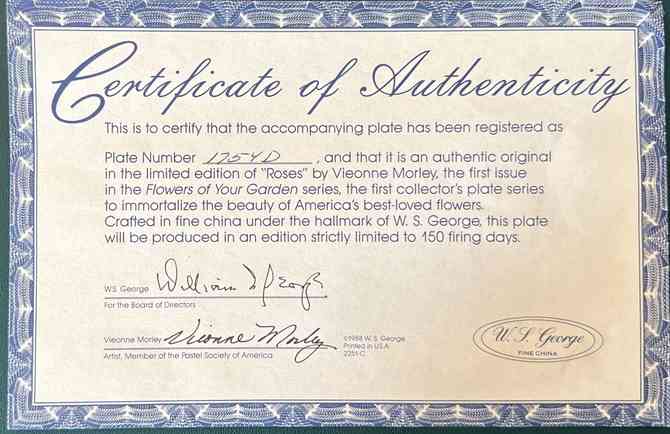 Certificate of Authenticity
This is to certify that the accompanying plate has been registered as
Plate Number 1754D, and that it is an authentic original
in the limited edition of "Roses" by Vieonne Morley, the first issue
in the Flowers of Your Garden series, the first collector's plate series
to immortalize the beauty of America's best-loved flowers.
Crafted in fine china under the hallmark of W. S. George, this plate
will be produced in an edition strictly limited to 150 firing days.
W.S. George William S George
For the Board of Directors
Vieonne Morley Vieonne Morley
Artist, Member of the Pastel Society of America
©1988 W. S. George
Printed in U.S.A.
2251-C
W. S. George
FINE CHINA